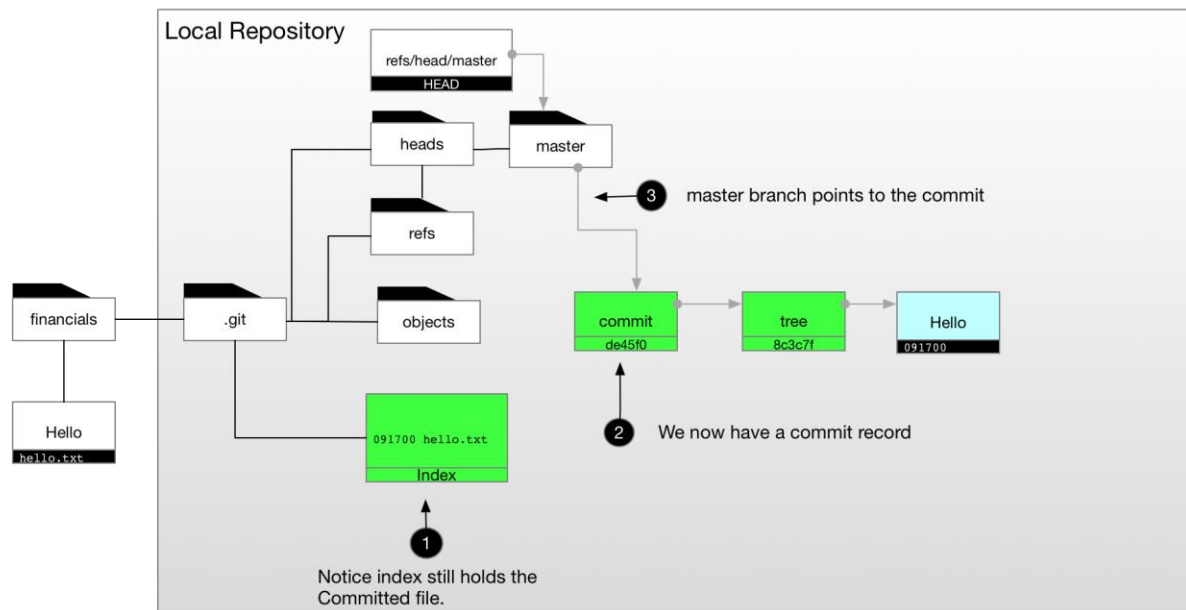 Local Repository
refs/head/master
HEAD
heads
master
3
master branch points to the commit
refs
financials
.git
objects
commit
de45f0
tree
8c3c7f
Hello
091700
Hello
hello.txt
091700 hello.txt
Index
2
We now have a commit record
1
Notice index still holds the
Committed file.